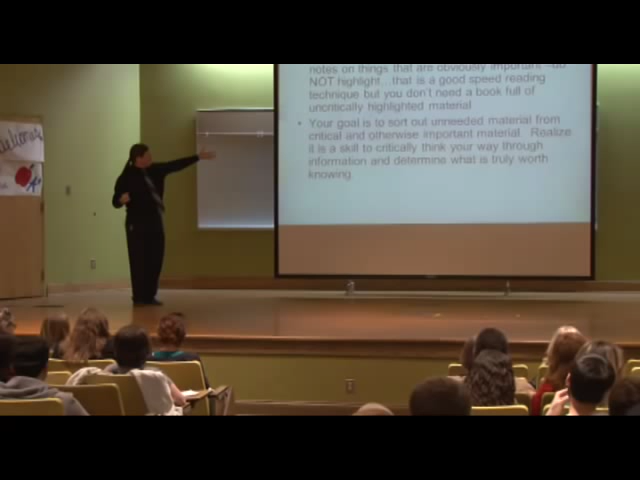 notes on things that are obviously important –do
NOT highlight...that is a good speed reading
technique but you don't need a book full of
uncritically highlighted material
• Your goal is to sort out unneeded material from
critical and otherwise important material. Realize
it is a skill to critically think your way through
information and determine what is truly worth
knowing.